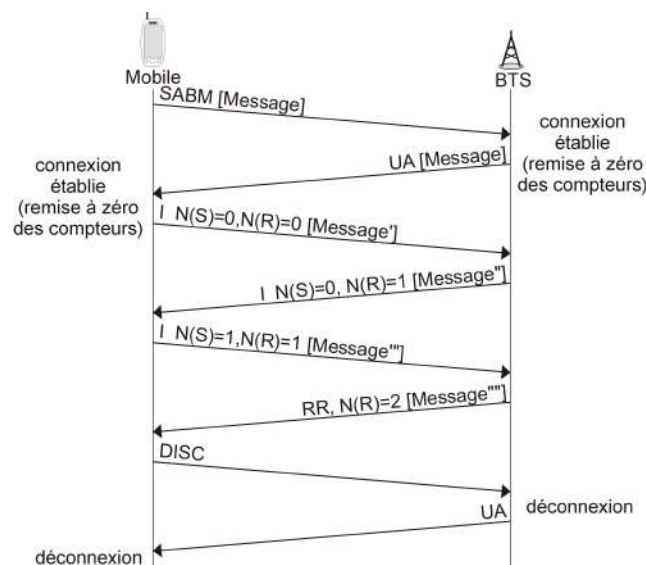 Mobile
BTS
SABM [Message]
connexion
établie
(remise à zéro
des compteurs)
UA [Message]
connexion
établie
(remise à zéro
des compteurs)
I N(S)=0,N(R)=0 [Message']
I N(S)=0, N(R)=1 [Message"]
I N(S)=1,N(R)=1 [Message"']
RR, N(R)=2 [Message""]
DISC
UA
déconnexion
déconnexion